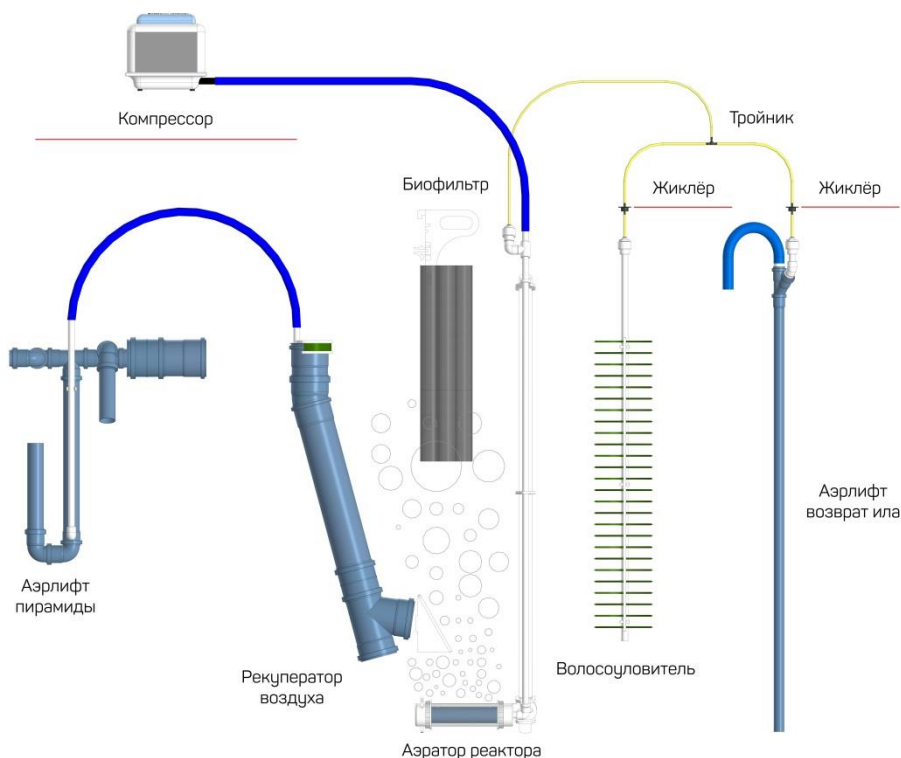 Компрессор
Тройник
Биофильтр
Жиклёр
Жиклёр
Аэрлифт
возврат ила
Аэрлифт
пирамиды
Рекуператор
воздуха
Волосоуловитель
Аэратор реактора